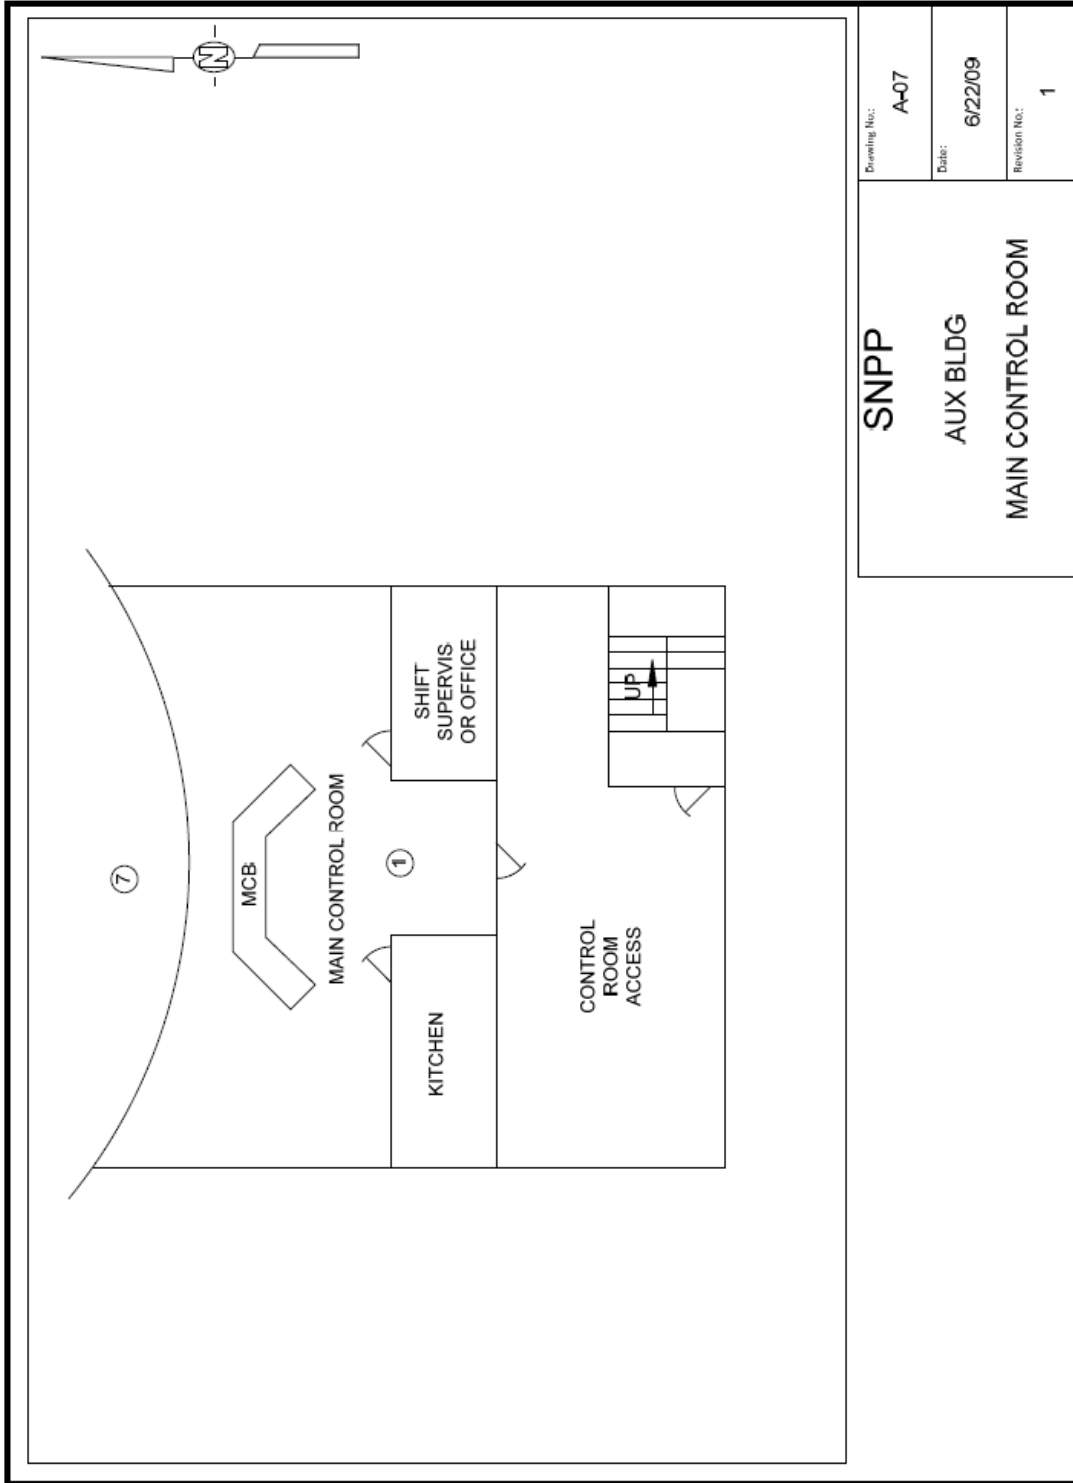 N
7
MCB
MAIN CONTROL ROOM
1
KITCHEN
SHIFT
SUPERVIS
OR OFFICE
CONTROL
ROOM
ACCESS
UP
SNPP
AUX BLDG
MAIN CONTROL ROOM
Drawing No.:
A-07
Date:
6/22/09
Revision No.:
1